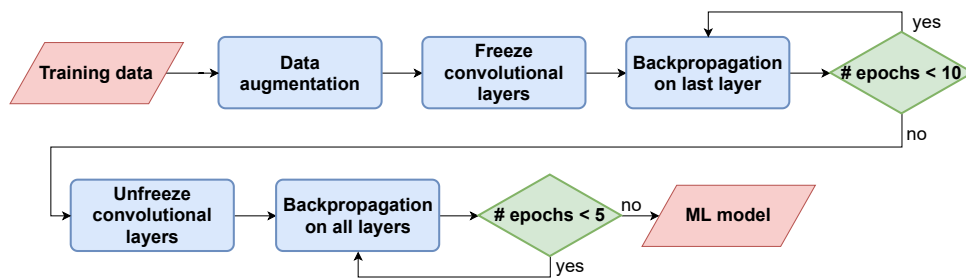 Training data
Data
augmentation
Freeze
convolutional
layers
Backpropagation
on last layer
yes
# epochs < 10
no
Unfreeze
convolutional
layers
Backpropagation
on all layers
# epochs < 5
yes
no
ML model